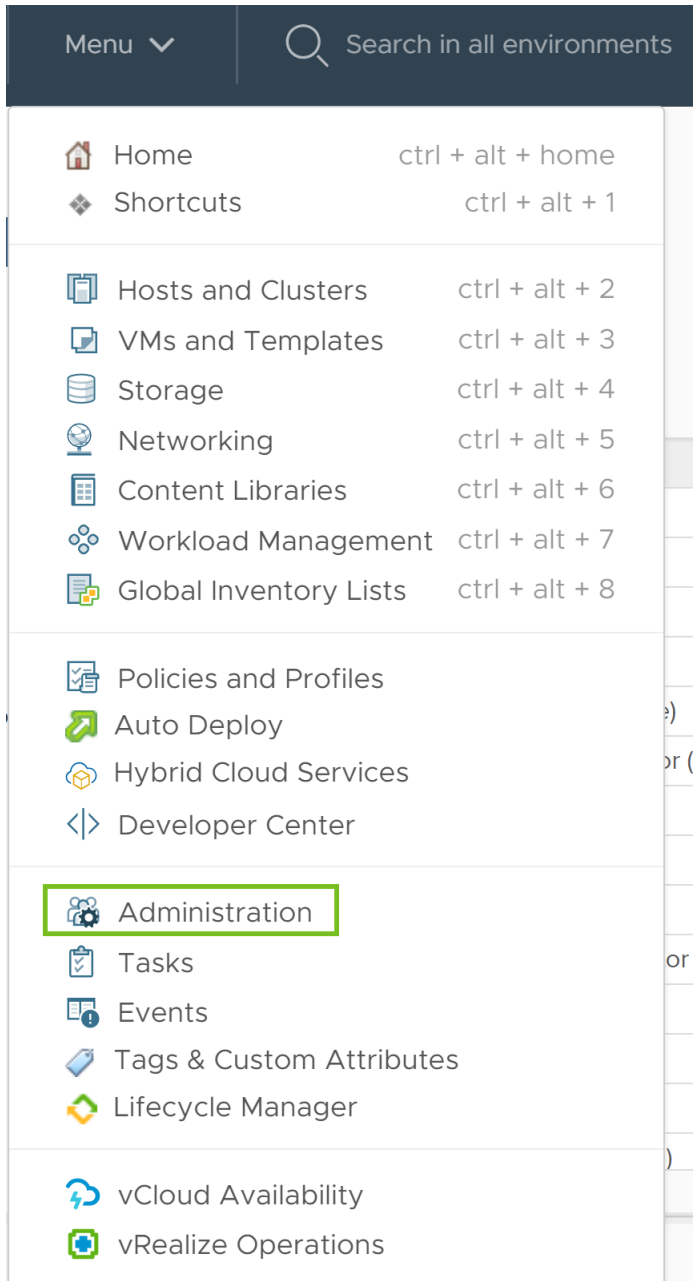 Menu Search in all environments
Home ctrl + alt + home
Shortcuts ctrl + alt + 1
Hosts and Clusters ctrl + alt + 2
VMs and Templates ctrl + alt + 3
Storage ctrl + alt + 4
Networking ctrl + alt + 5
Content Libraries ctrl + alt + 6
Workload Management ctrl + alt + 7
Global Inventory Lists ctrl + alt + 8
Policies and Profiles
Auto Deploy
Hybrid Cloud Services
Developer Center
Administration
Tasks
or
Events
Tags & Custom Attributes
Lifecycle Manager
vCloud Availability
vRealize Operations